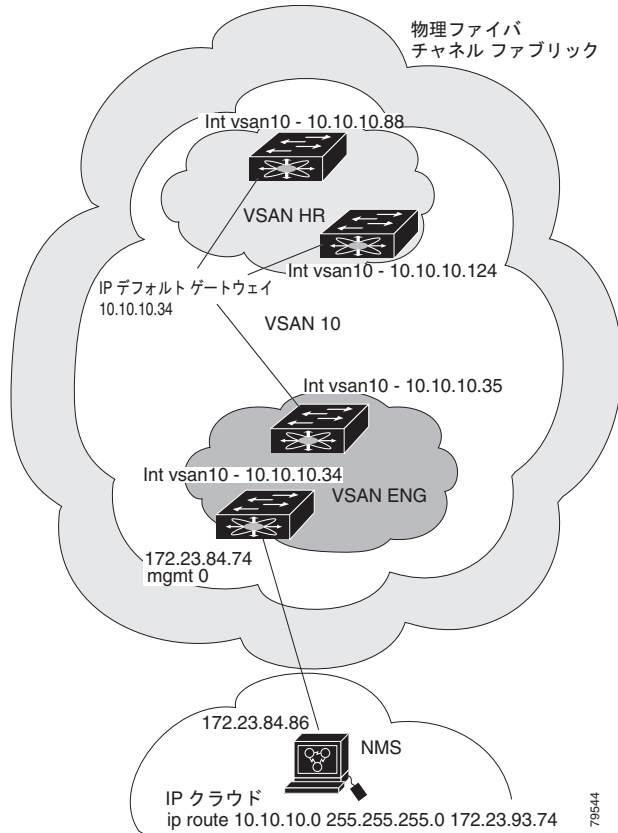 物理ファイバ
チャネル ファブリック
Int vsan10 - 10.10.10.88
VSAN HR
Int vsan10 - 10.10.10.124
IP デフォルト ゲートウェイ
10.10.10.34
VSAN 10
Int vsan10 - 10.10.10.35
Int vsan10 - 10.10.10.34
VSAN ENG
172.23.84.74
mgmt 0
172.23.84.86
NMS
IP クラウド
ip route 10.10.10.0 255.255.255.0 172.23.93.74
79544